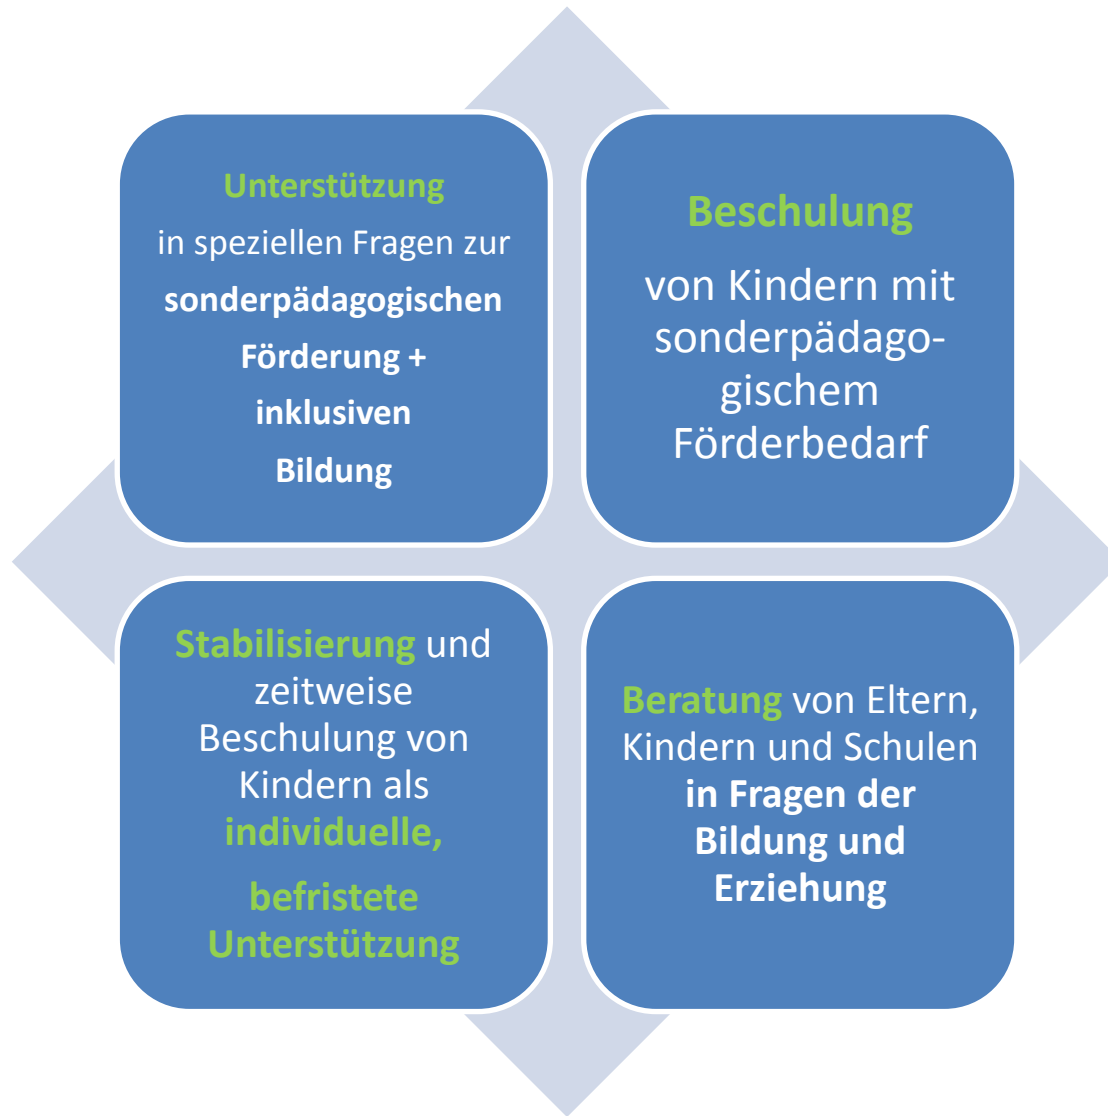 Unterstützung
in speziellen Fragen zur
sonderpädagogischen
Förderung +
inklusiven
Bildung
Beschulung
von Kindern mit
sonderpädago-
gischem
Förderbedarf
Stabilisierung und
zeitweise
Beschulung von
Kindern als
individuelle,
befristete
Unterstützung
Beratung von Eltern,
Kindern und Schulen
in Fragen der
Bildung und
Erziehung